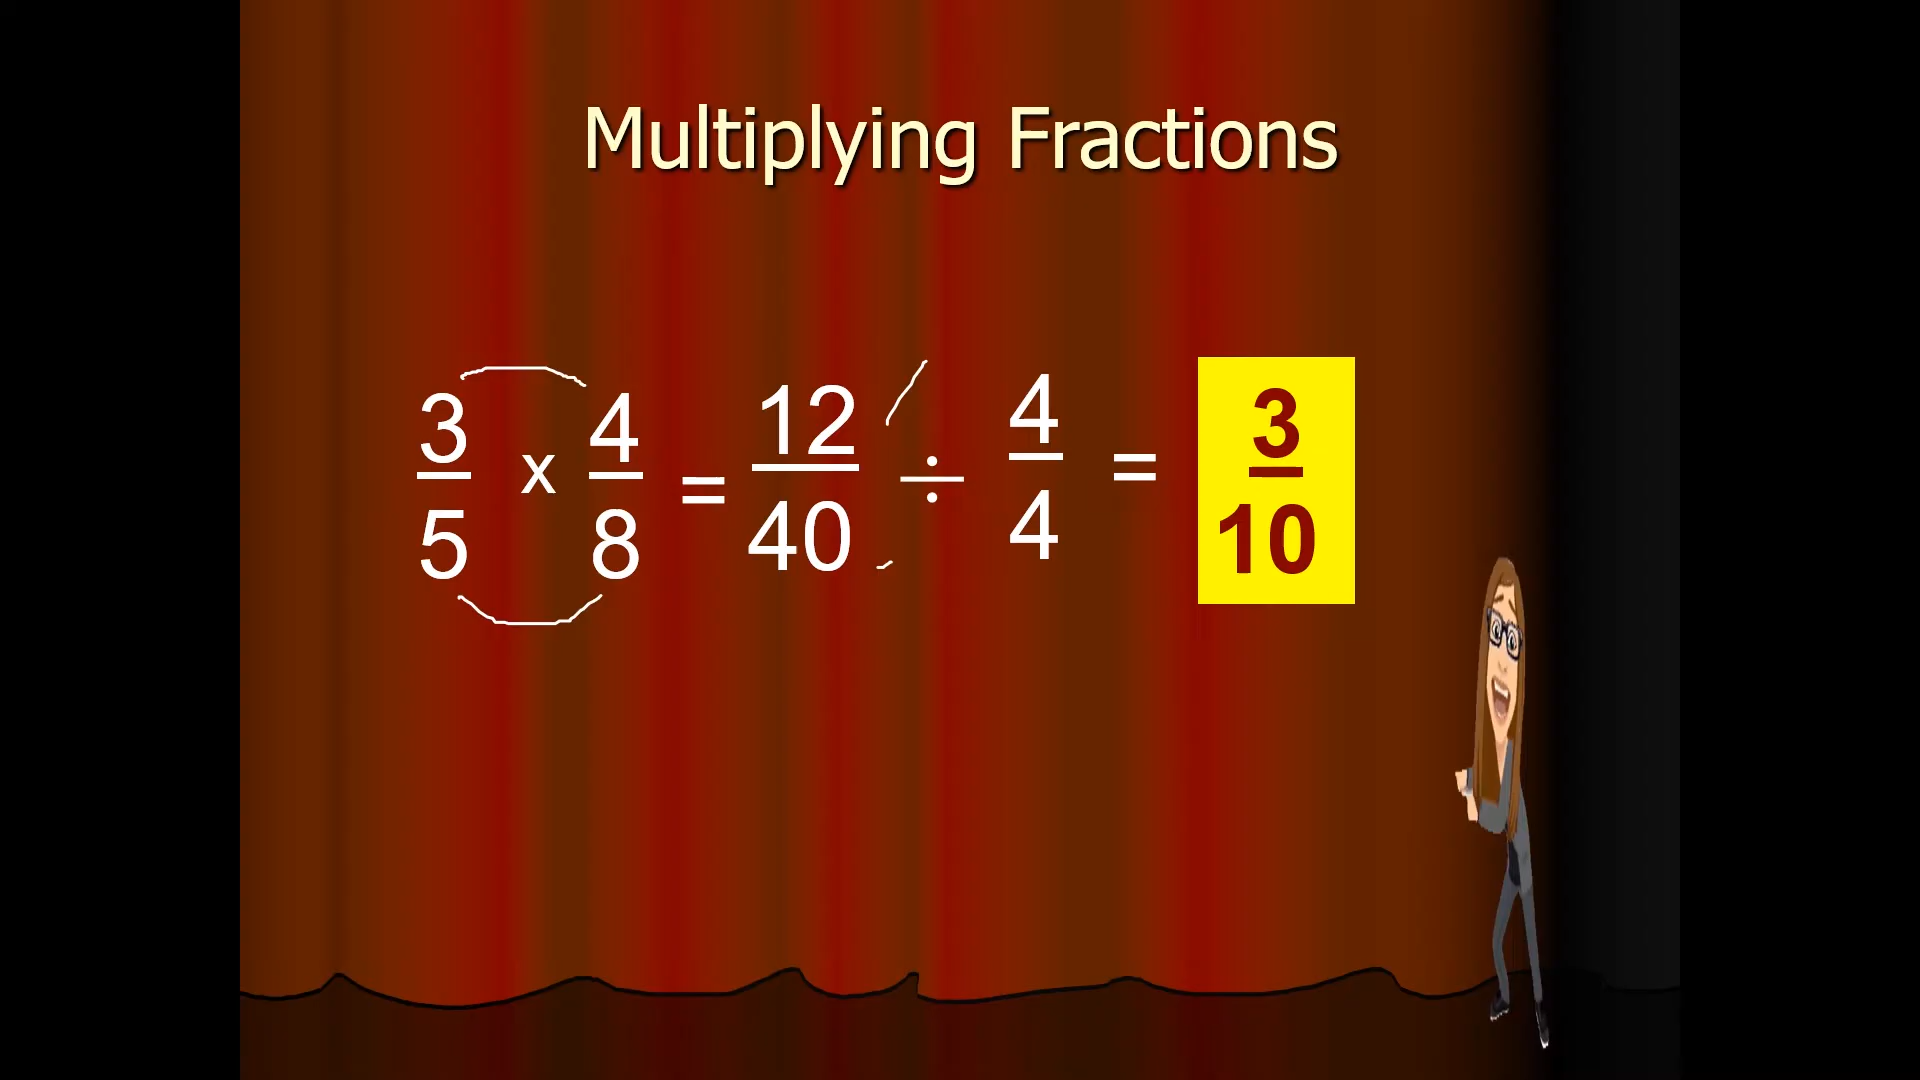 Multiplying Fractions
3/5 x 4/8 = 12/40 ÷ 4/4 = 3/10